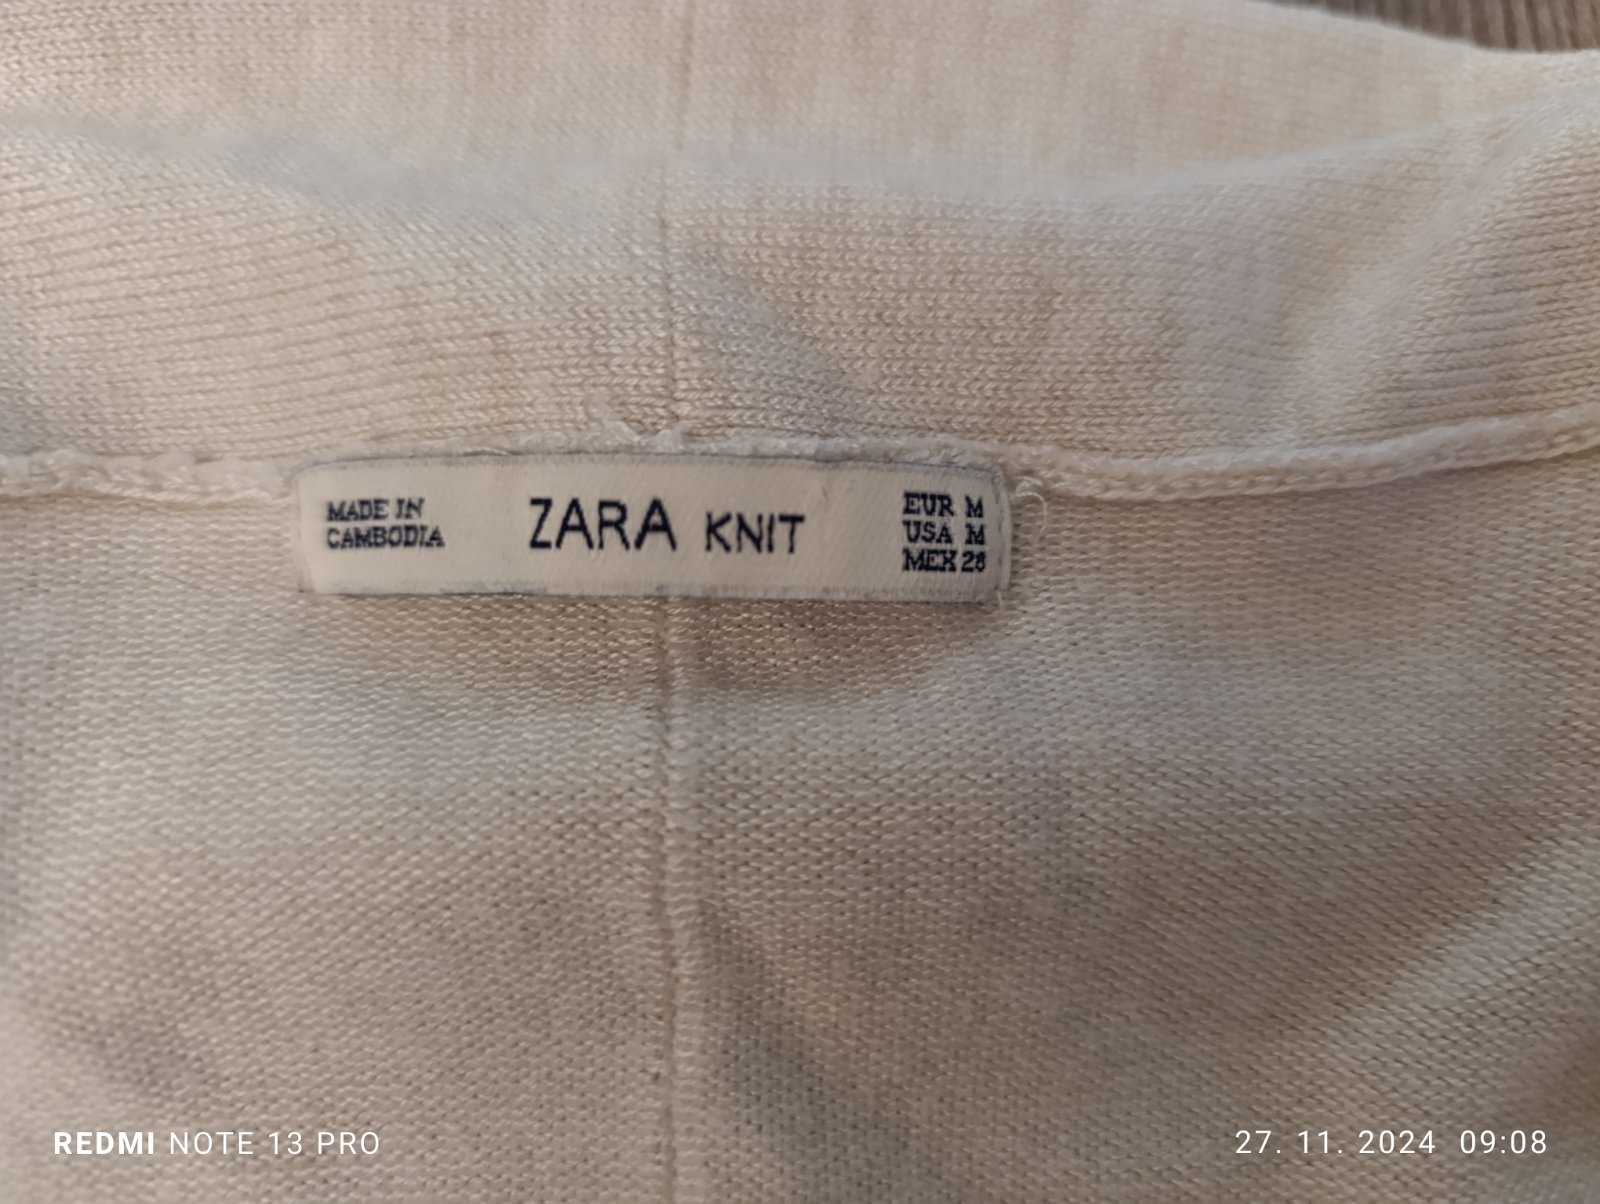 MADE IN
CAMBODIA
ZARA KNIT
EUR M
USA M
MEX 28
REDMI NOTE 13 PRO
27. 11. 2024 09:08